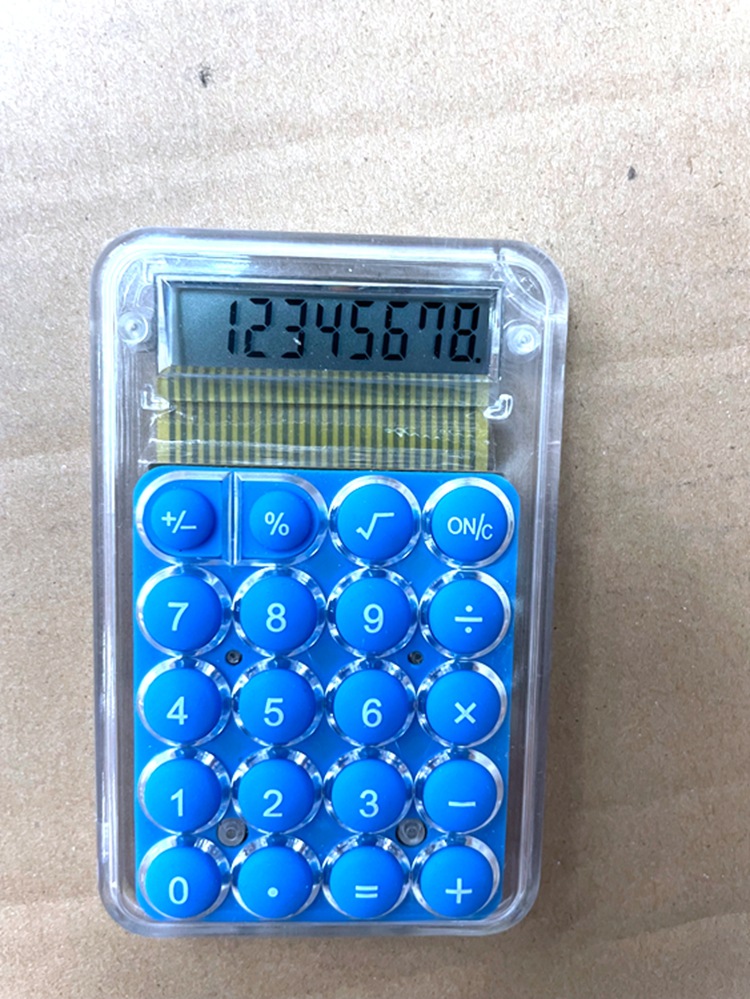 12345678.
+/− % √ ON/C
7 8 9 ÷
4 5 6 ×
1 2 3 −
0 . = +